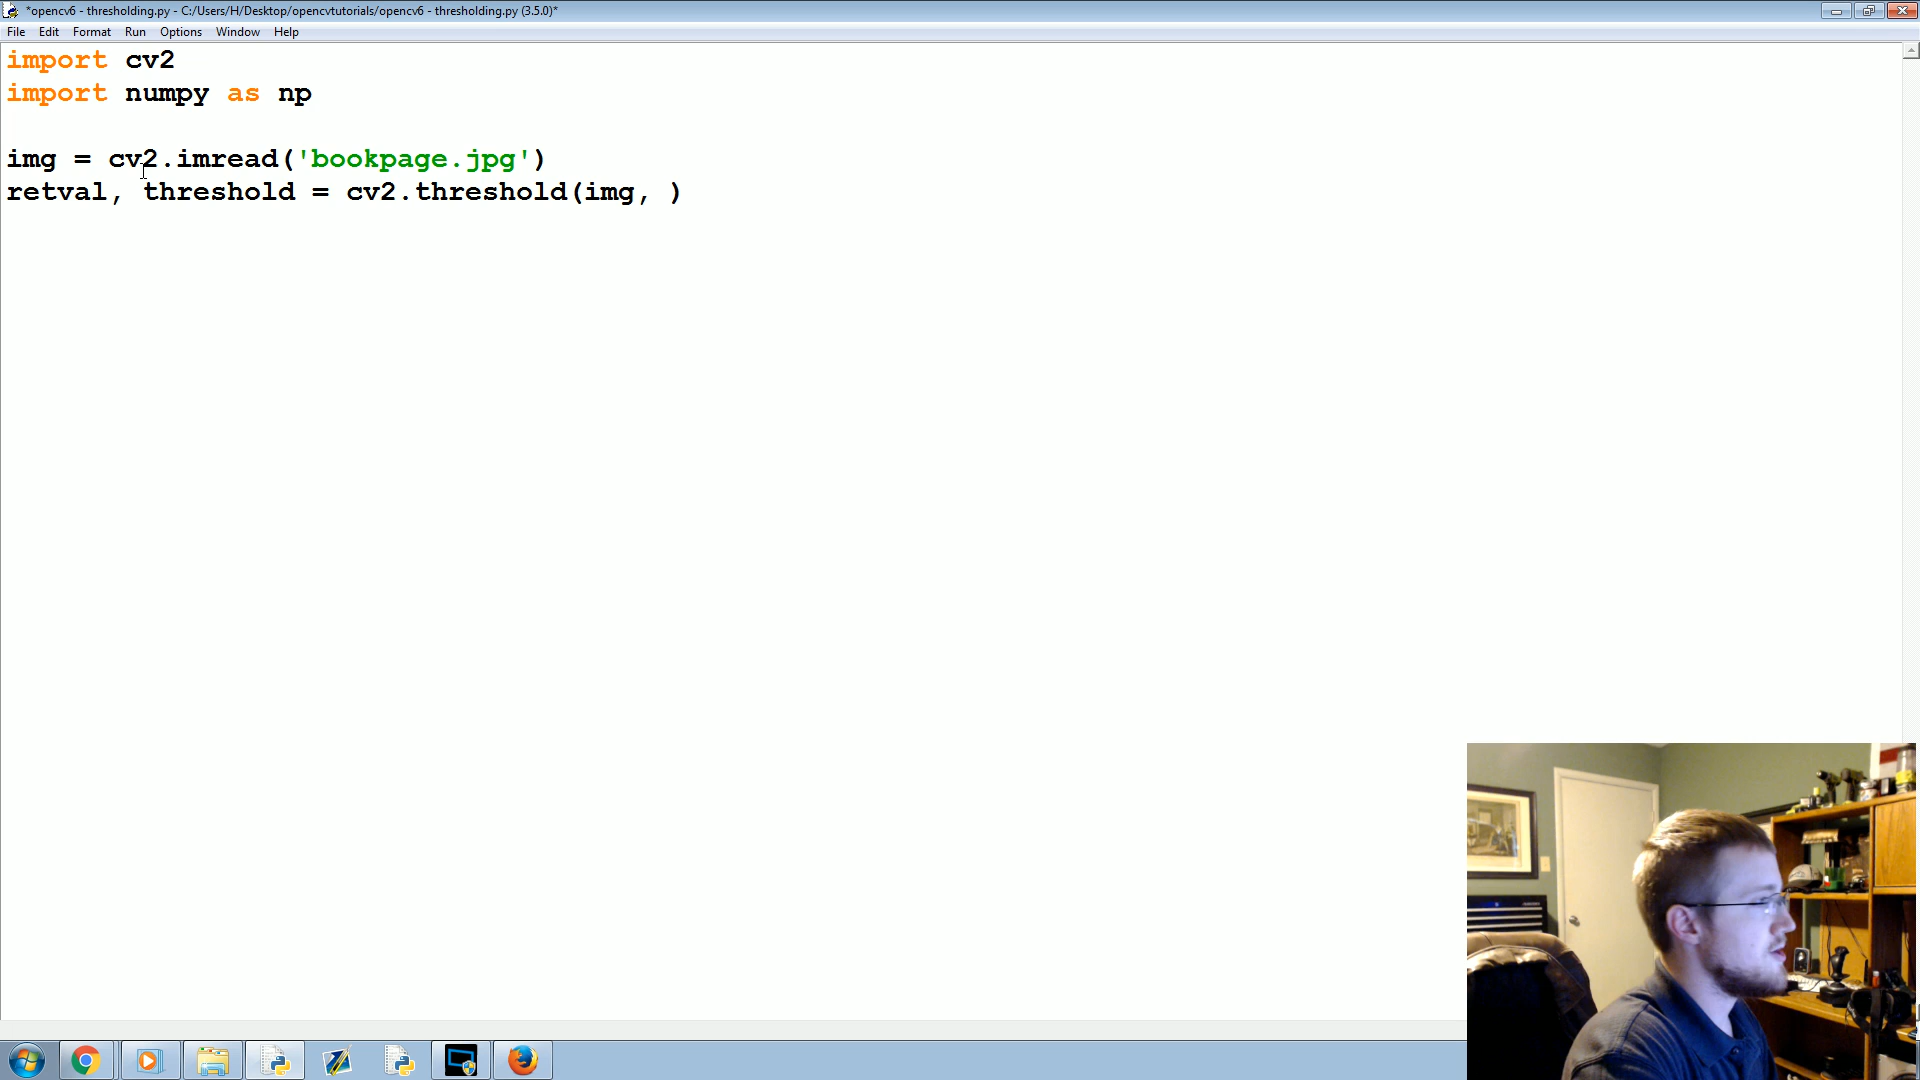 *opencv6 - thresholding.py - C:/Users/H/Desktop/opencvtutorials/opencv6 - thresholding.py (3.5.0)*
File Edit Format Run Options Window Help
import cv2
import numpy as np
img = cv2.imread('bookpage.jpg')
retval, threshold = cv2.threshold(img, )